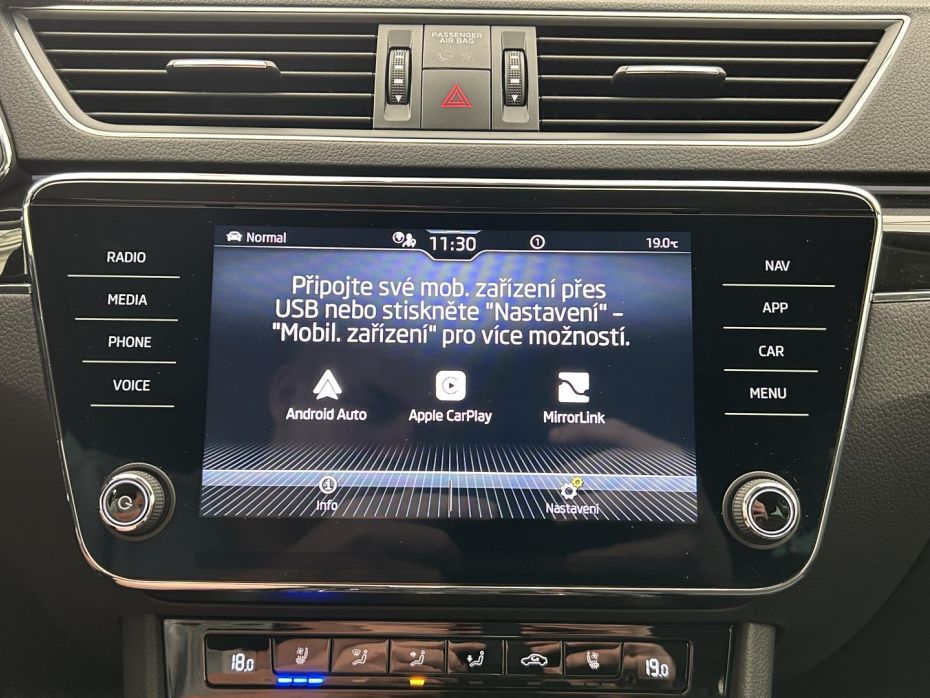 PASSENGER
AIR BAG
Normal
11:30
1
19.0°C
RADIO
MEDIA
PHONE
VOICE
Připojte své mob. zařízení přes
USB nebo stiskněte "Nastavení" –
"Mobil. zařízení" pro více možností.
Android Auto
Apple CarPlay
MirrorLink
Info
Nastavení
NAV
APP
CAR
MENU
18.0
19.0